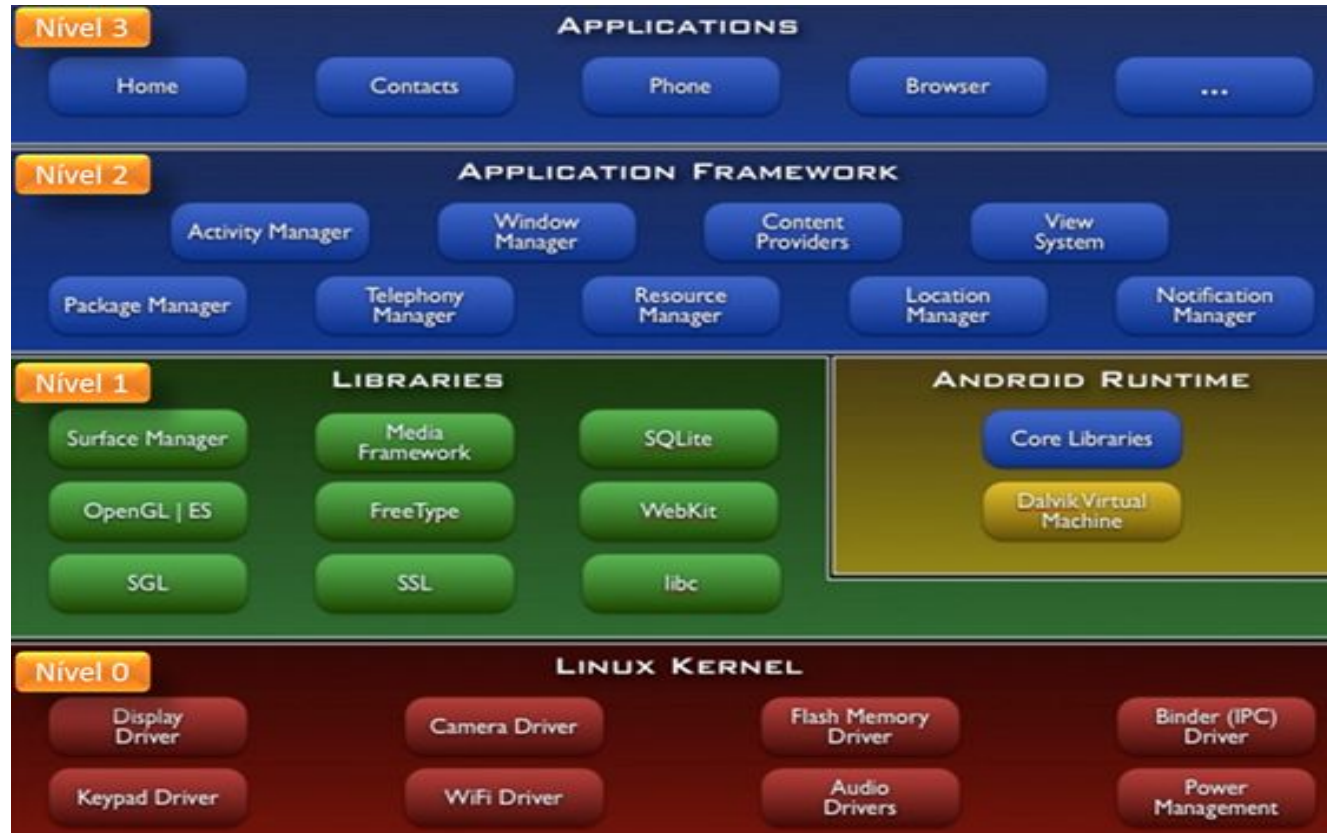 Nível 3
APPLICATIONS
Home
Contacts
Phone
Browser
...
Nível 2
APPLICATION FRAMEWORK
Activity Manager
Window
Manager
Content
Providers
View
System
Package Manager
Telephony
Manager
Resource
Manager
Location
Manager
Notification
Manager
Nível 1
LIBRARIES
Surface Manager
Media
Framework
SQLite
OpenGL | ES
FreeType
WebKit
SGL
SSL
libc
ANDROID RUNTIME
Core Libraries
Dalvik Virtual
Machine
Nível 0
LINUX KERNEL
Display
Driver
Camera Driver
Flash Memory
Driver
Binder (IPC)
Driver
Keypad Driver
WiFi Driver
Audio
Drivers
Power
Management